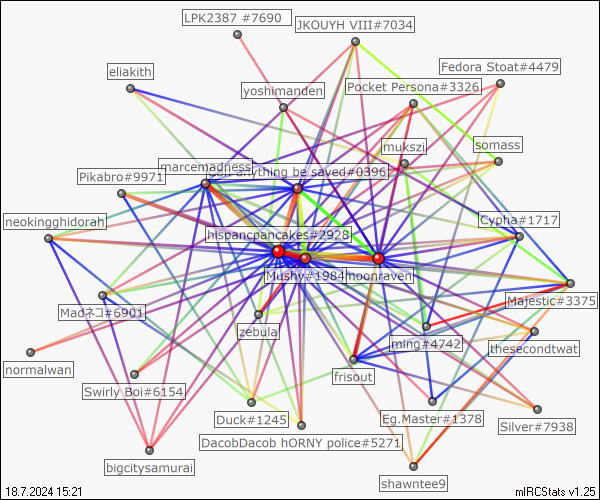 LPK2387 #7690
JKOUYH VIII#7034
Fedora Stoat#4479
eliakith
Pocket Persona#3326
yoshimanden
mukszi
somass
marcemadness
anything be saved#0396
Pikabro#9971
neokingghidorah
Cypha#1717
hispancpancakes#2928
Mushy#1984
moonraven
Majestic#3375
Madネコ#6901
zebula
ming#4742
thesecondtwat
normalwan
frisout
Swirly Boi#6154
Duck#1245
Eg.Master#1378
Silver#7938
DacobDacob hORNY police#5271
bigcitysamurai
shawntee9
18.7.2024 15:21
mIRCStats v1.25